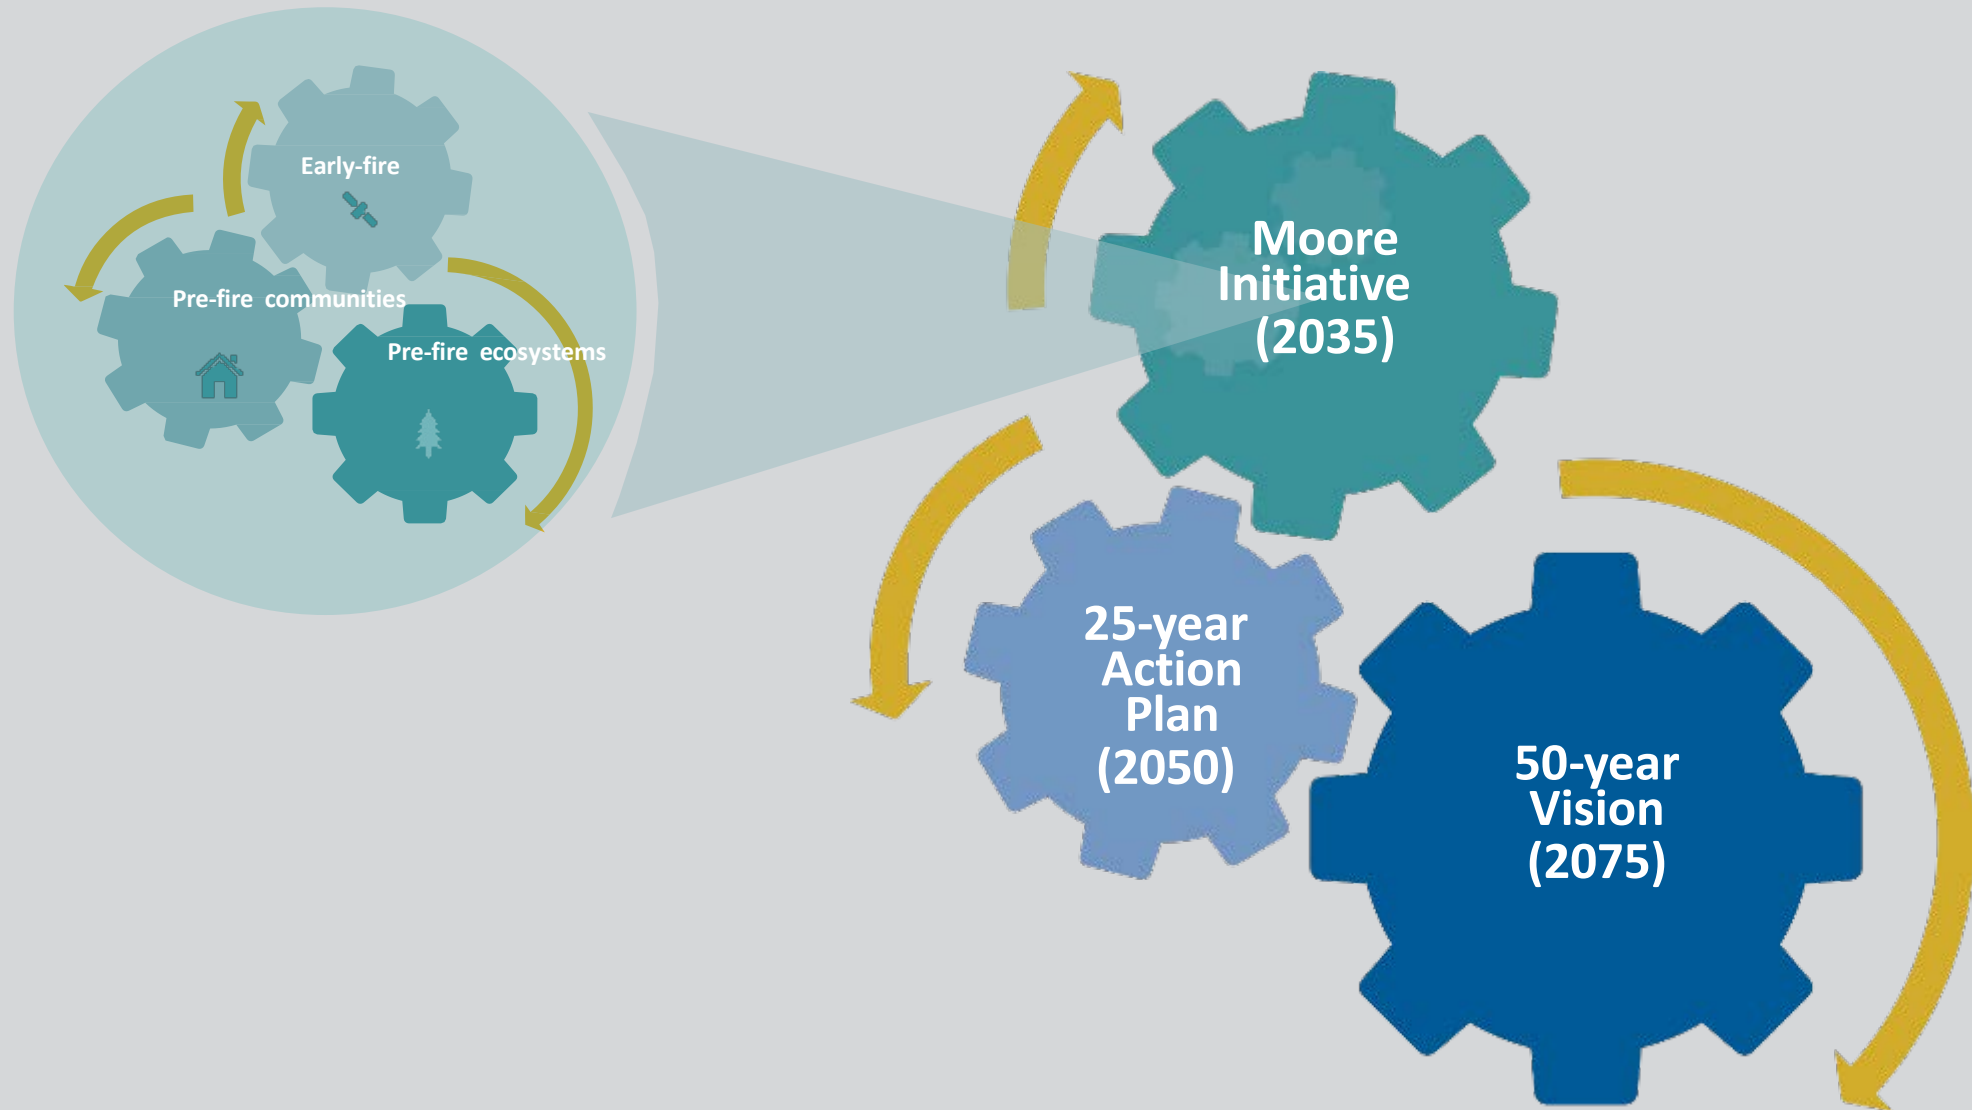 Early-fire
Pre-fire communities
Pre-fire ecosystems
Moore
Initiative
(2035)
25-year
Action
Plan
(2050)
50-year
Vision
(2075)